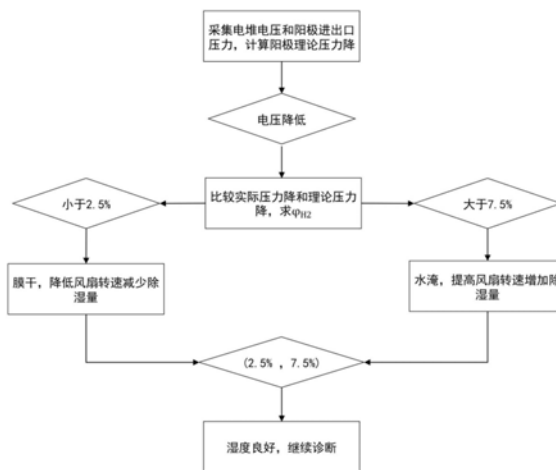 采集电堆电压和阳极进出口
压力，计算阳极理论压力降
电压降低
比较实际压力降和理论压力
降，求φH2
小于2.5%
大于7.5%
膜干，降低风扇转速减少除
湿量
水淹，提高风扇转速增加除
湿量
(2.5% ，7.5%)
湿度良好，继续诊断